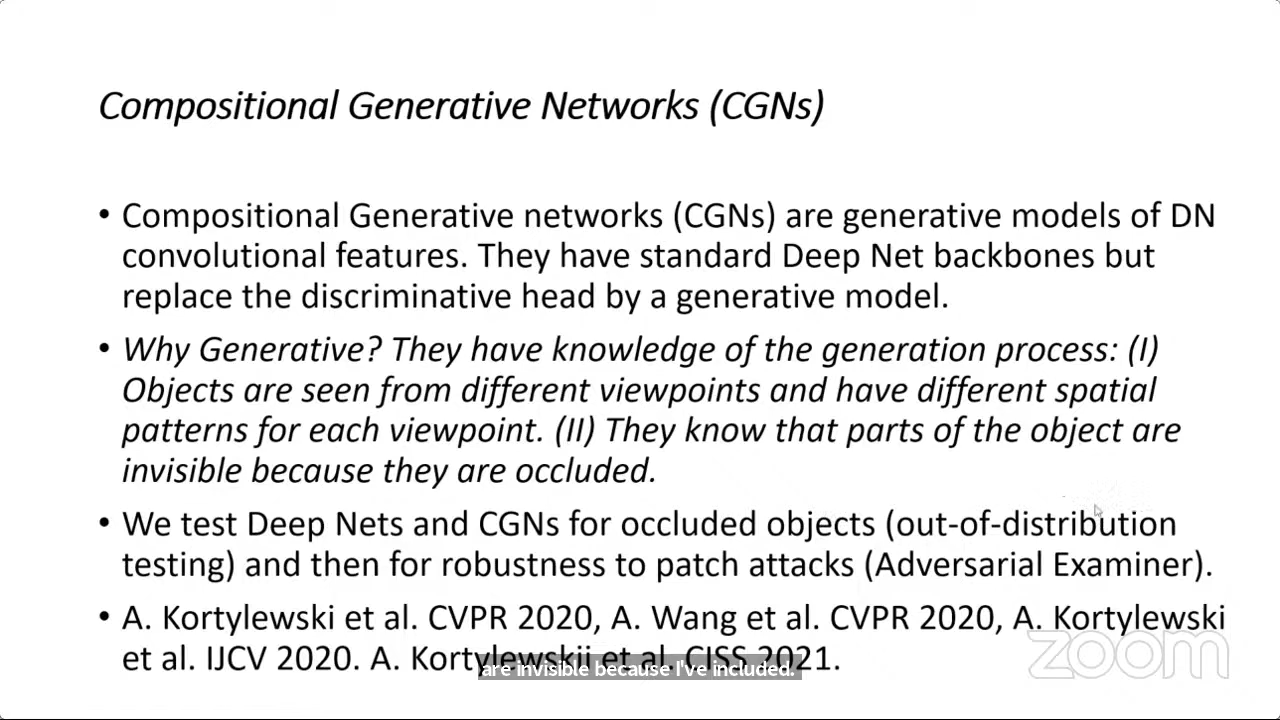 Compositional Generative Networks (CGNs)
• Compositional Generative networks (CGNs) are generative models of DN
convolutional features. They have standard Deep Net backbones but
replace the discriminative head by a generative model.
• Why Generative? They have knowledge of the generation process: (I)
Objects are seen from different viewpoints and have different spatial
patterns for each viewpoint. (II) They know that parts of the object are
invisible because they are occluded.
• We test Deep Nets and CGNs for occluded objects (out-of-distribution
testing) and then for robustness to patch attacks (Adversarial Examiner).
• A. Kortylewski et al. CVPR 2020, A. Wang et al. CVPR 2020, A. Kortylewski
et al. IJCV 2020. A. Kortylewskii et al. CISS 2021.
are invisible because I've included.
zoom